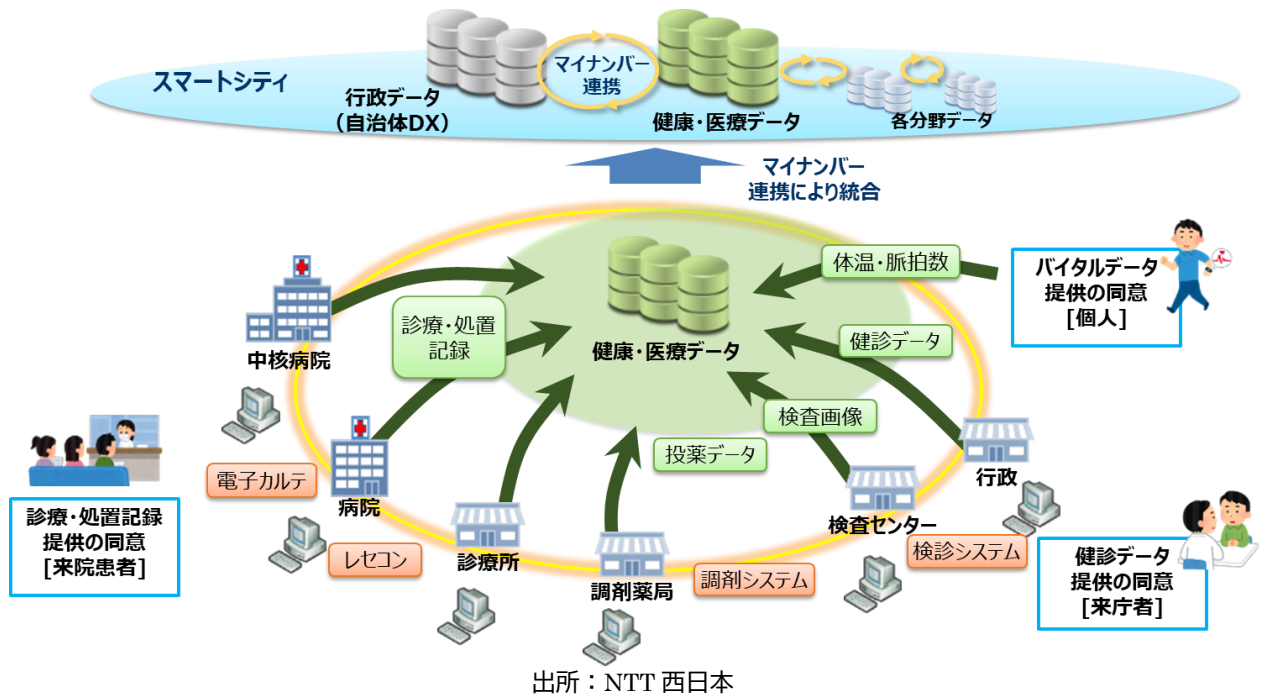 スマートシティ
マイナンバー
連携
行政データ
（自治体DX）
健康・医療データ
各分野データ
マイナンバー
連携により統合
体温・脈拍数
バイタルデータ
提供の同意
[個人]
診療・処置
記録
健康・医療データ
健診データ
中核病院
検査画像
投薬データ
電子カルテ
病院
行政
診療・処置記録
提供の同意
[来院患者]
検査センター
レセコン
診療所
検診システム
調剤薬局
調剤システム
健診データ
提供の同意
[来庁者]
出所：NTT 西日本